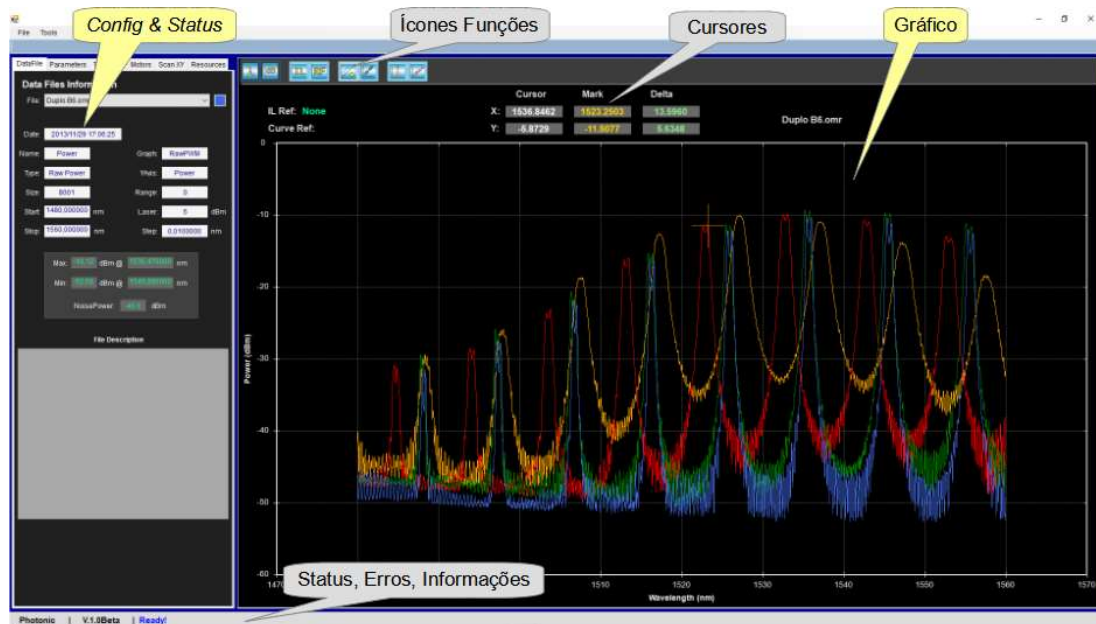 Config & Status
Ícones Funções
Cursores
Gráfico
File Tools
DataFile Parameters Motors Scan XY Resources
Data Files Information
File: Duplo B6.omr
Date: 2013/11/29 17:06:25
Name: Power Graph: RawPWM
Type: Raw Power YAxis: Power
Size: 8001 Range: 0
Start: 1480,000000 nm Laser: 5 dBm
Stop: 1560,000000 nm Step: 0,0100000 nm
Max: dBm @ nm
Min: dBm @ nm
NoisePower: dBm
File Description
Cursor Mark Delta
IL Ref: None X: 1536.8462 1523.2503 13.5960
Curve Ref: Y: -5.8729 -11.5077 5.6348
Duplo B6.omr
0
-10
-20
-30
-40
-50
-60
Power (dBm)
1510 1520 1530 1540 1550 1560 1570
Wavelength (nm)
Status, Erros, Informações
Photonic | V.1.0Beta | Ready!